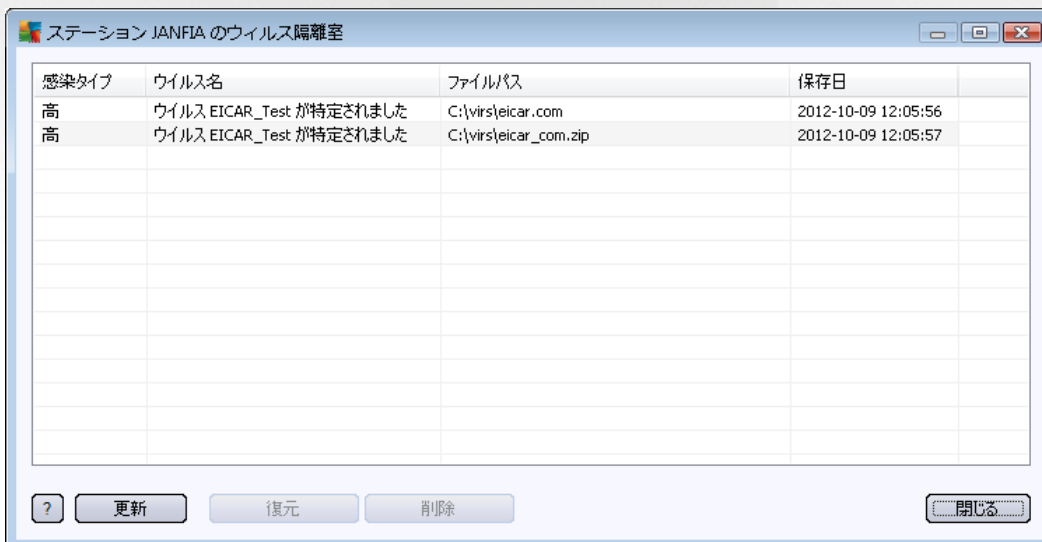 ステーション JANFIA のウィルス隔離室
感染タイプ ウイルス名 ファイルパス 保存日
高 ウイルス EICAR_Test が特定されました C:\virs\eicar.com 2012-10-09 12:05:56
高 ウイルス EICAR_Test が特定されました C:\virs\eicar_com.zip 2012-10-09 12:05:57
? 更新 復元 削除 閉じる